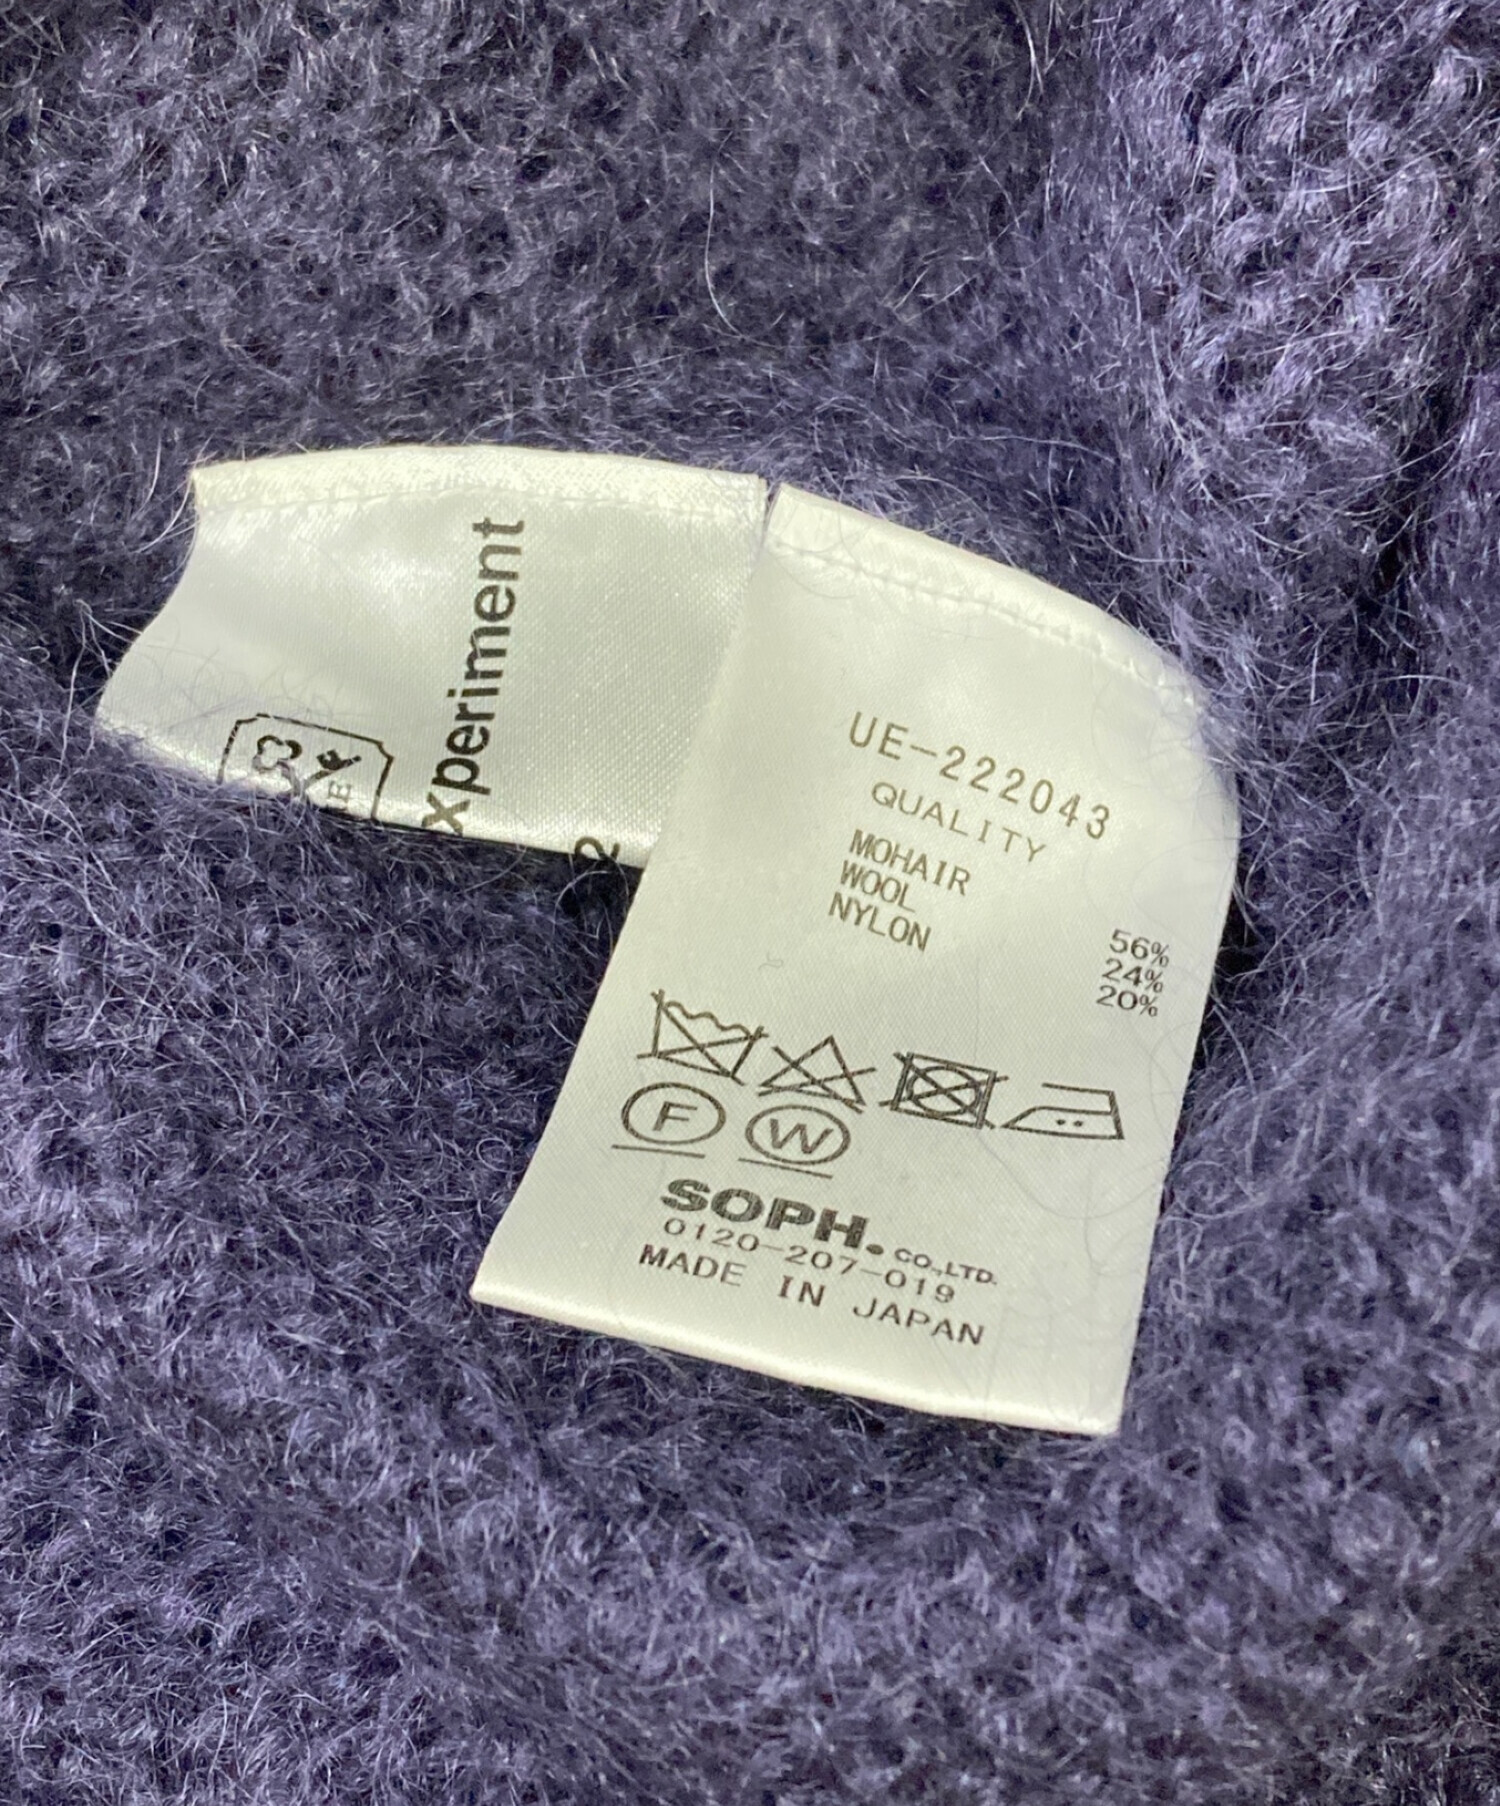 xperiment
2
UE-222043
QUALITY
MOHAIR 56%
WOOL 24%
NYLON 20%
F W
SOPH. CO.,LTD.
0120-207-019
MADE IN JAPAN